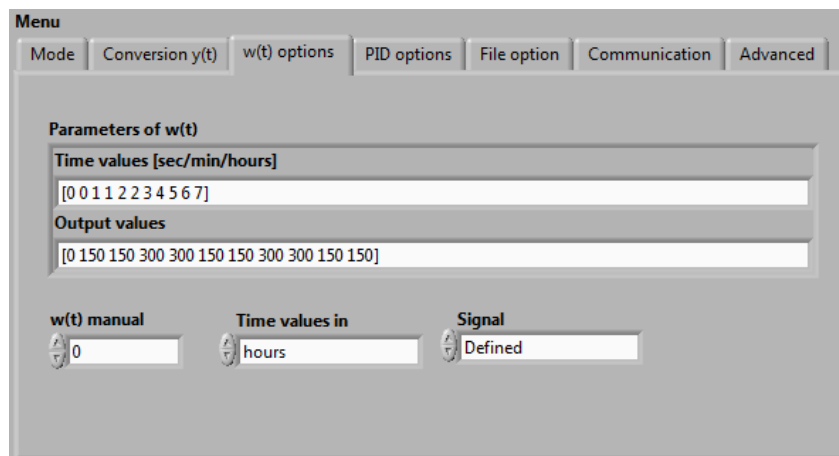 Menu
Mode Conversion y(t) w(t) options PID options File option Communication Advanced
Parameters of w(t)
Time values [sec/min/hours]
[0 0 1 1 2 2 3 4 5 6 7]
Output values
[0 150 150 300 300 150 150 300 300 150 150]
w(t) manual Time values in Signal
0 hours Defined